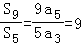 S₉/S₅ = 9a₅/5a₃ = 9